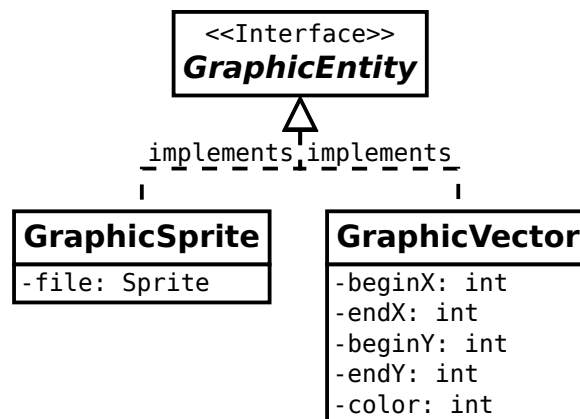 <<Interface>>
GraphicEntity
implements implements
GraphicSprite
-file: Sprite
GraphicVector
-beginX: int
-endX: int
-beginY: int
-endY: int
-color: int